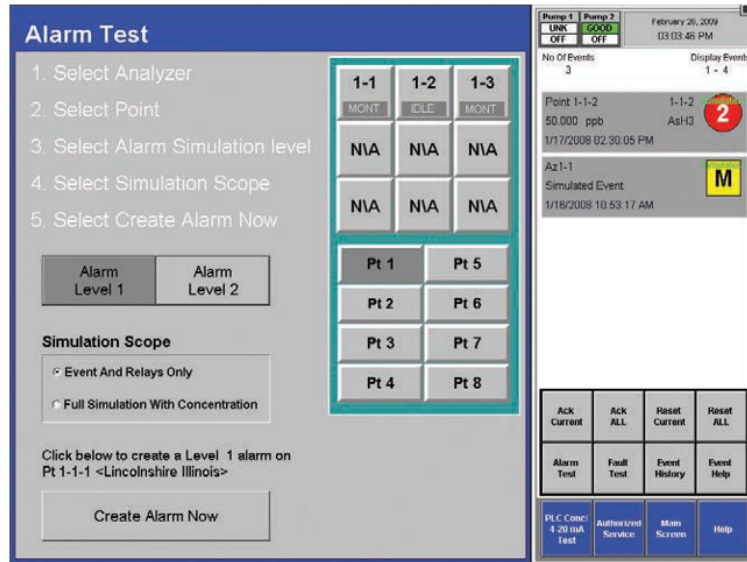 Alarm Test
1. Select Analyzer
2. Select Point
3. Select Alarm Simulation level
4. Select Simulation Scope
5. Select Create Alarm Now
Alarm Level 1
Alarm Level 2
Simulation Scope
Event And Relays Only
Full Simulation With Concentration
Click below to create a Level 1 alarm on
Pt 1-1-1 <Lincolnshire Illinois>
Create Alarm Now
1-1 1-2 1-3
MONT IDLE MONT
N\A N\A N\A
N\A N\A N\A
Pt 1 Pt 5
Pt 2 Pt 6
Pt 3 Pt 7
Pt 4 Pt 8
Pump 1 Pump 2
UNK GOOD
OFF OFF
February 26, 2009
03:03:46 PM
No Of Events Display Events
3 1 - 4
Point 1-1-2 1-1-2
50.000 ppb AsH3
2
1/17/2008 02:30:05 PM
Az1-1
Simulated Event
M
1/16/2008 10:53:17 AM
Ack Current
Ack ALL
Reset Current
Reset ALL
Alarm Test
Fault Test
Event History
Event Help
PLC Conc/ 4-20 mA Test
Authorized Service
Main Screen
Help